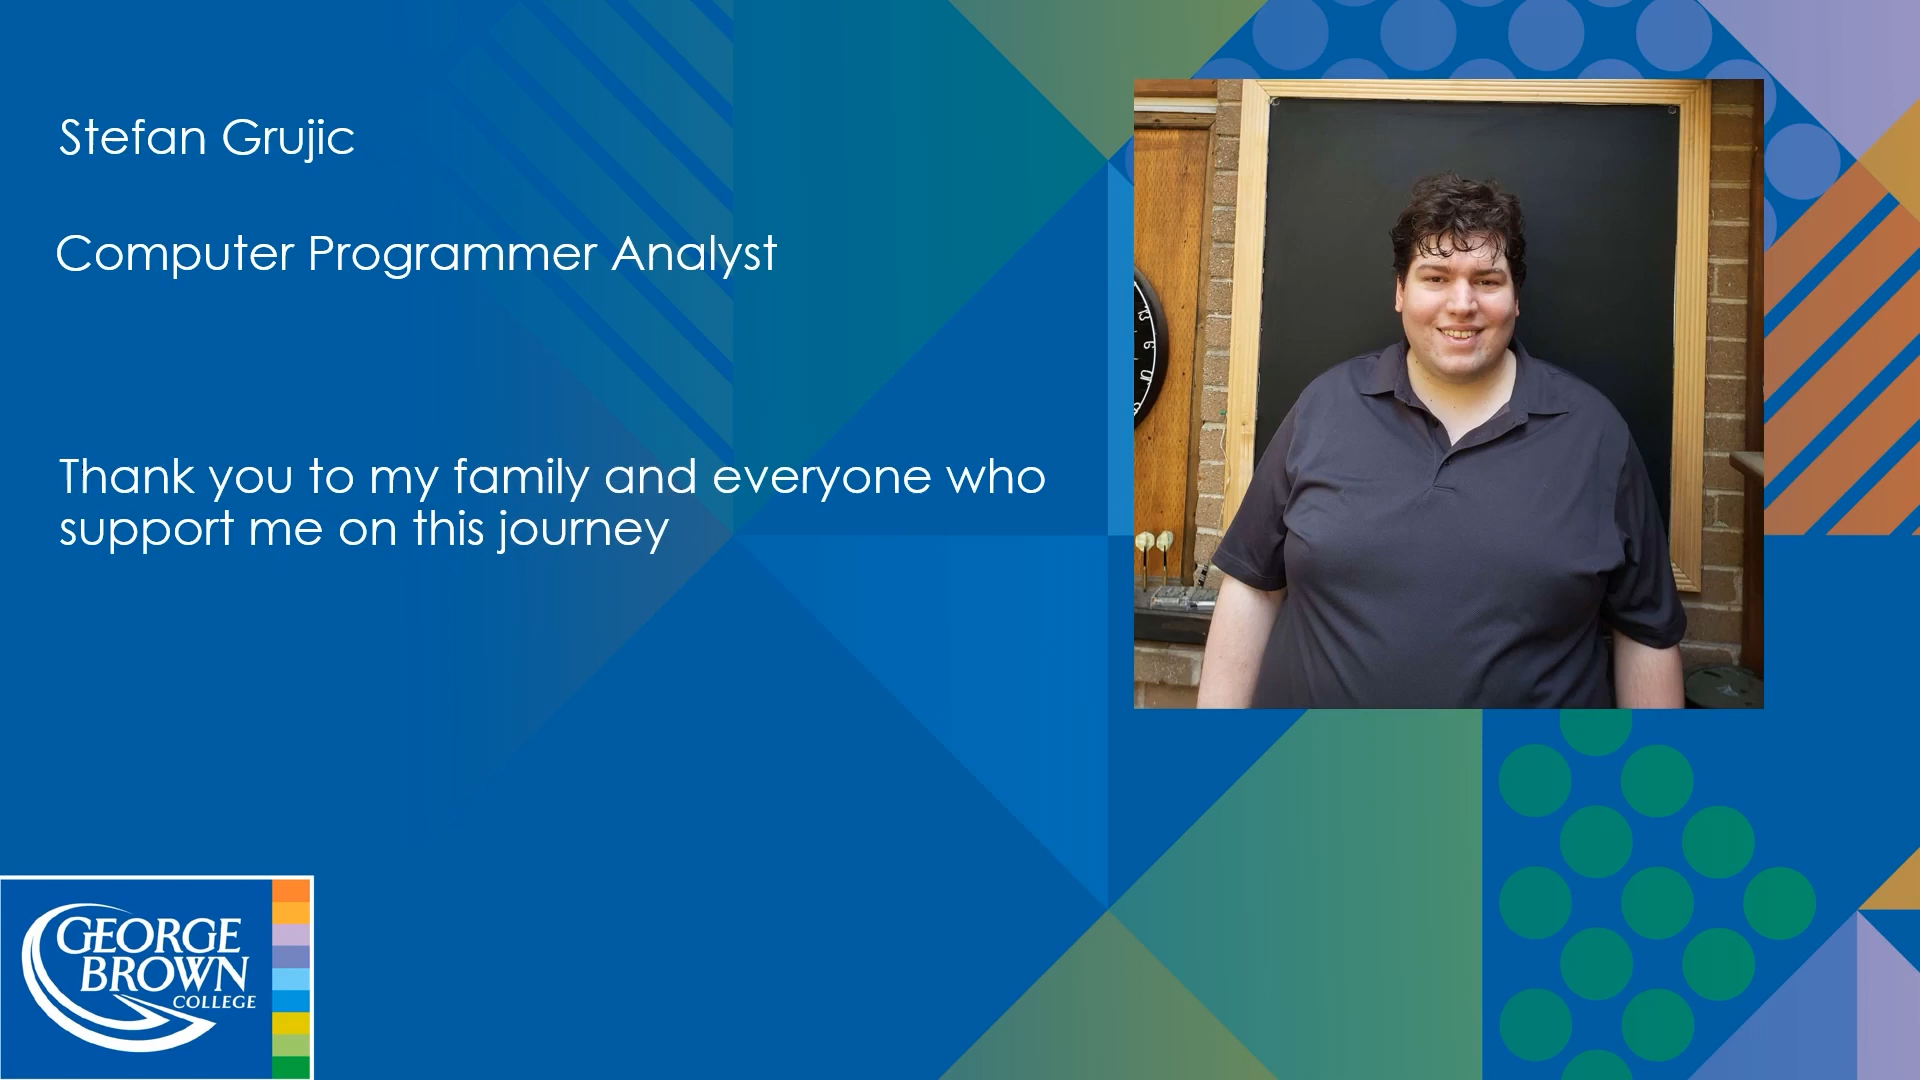 Stefan Grujic
Computer Programmer Analyst
Thank you to my family and everyone who
support me on this journey
GEORGE
BROWN
COLLEGE